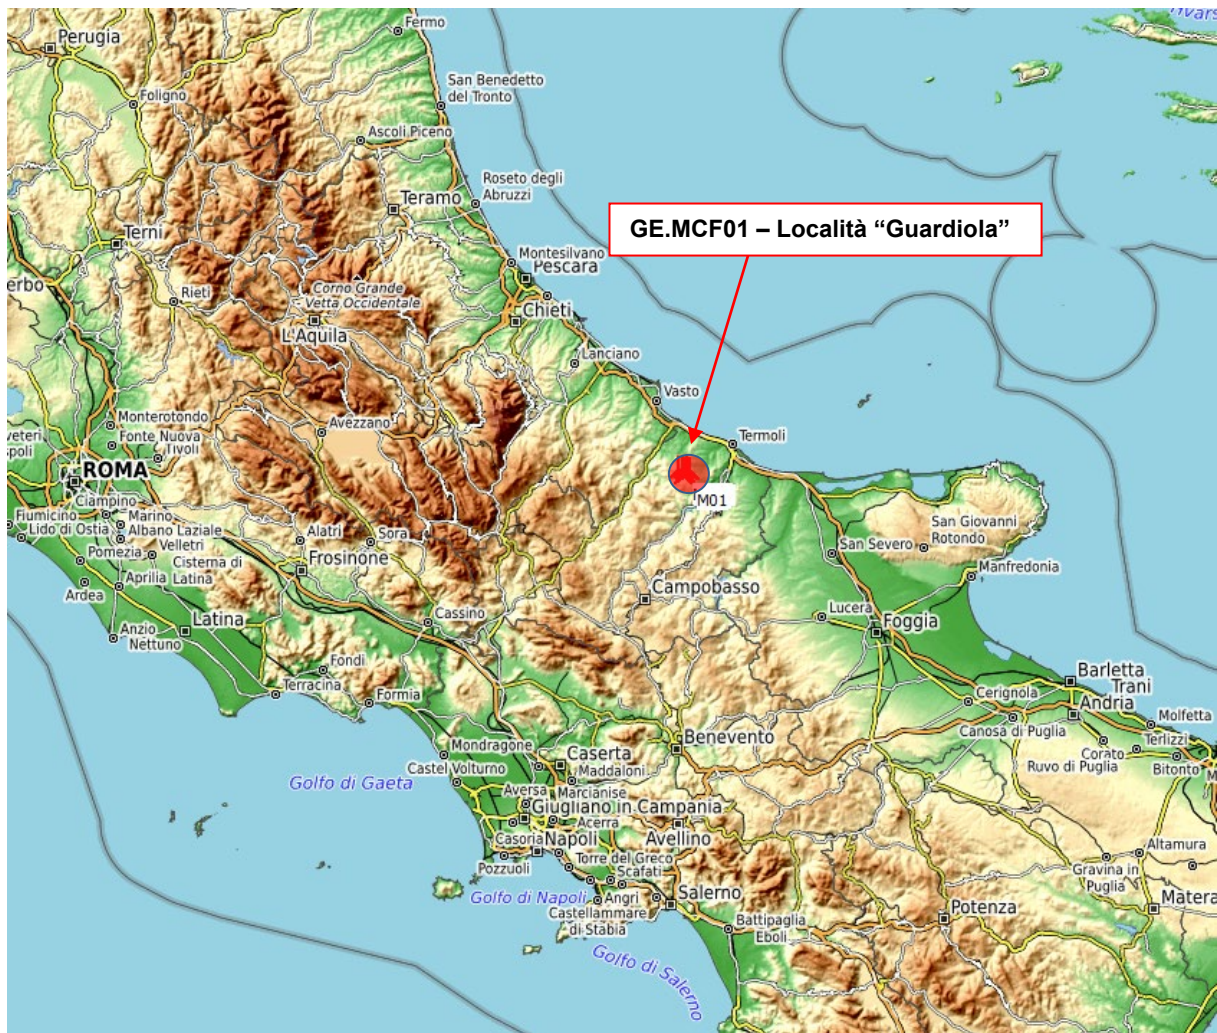 Hvars
Fermo
Perugia
San Benedetto
del Tronto
Foligno
Ascoli Piceno
Roseto degli
Abruzzi
Teramo
GE.MCF01 – Località “Guardiola”
Terni
Montesilvano
Pescara
erbo
Rieti
Corno Grande
Vetta Occidentale
Chieti
L'Aquila
Lanciano
Vasto
Monterotondo
Avezzano
Termoli
veteri
Fonte Nuova
spoli
Tivoli
ROMA
M01
Ciampino
Fiumicino
Marino
Lido di Ostia
Albano Laziale
Alatri
Sora
San Giovanni
Rotondo
Pomezia
Velletri
Frosinone
San Severo
Cisterna di
Latina
Manfredonia
Aprilia
Ardea
Campobasso
Cassino
Lucera
Latina
Foggia
Anzio
Nettuno
Fondi
Barletta
Terracina
Formia
Cerignola
Trani
Andria
Molfetta
Canosa di Puglia
Benevento
Terlizzi
Mondragone
Corato
Caserta
Ruvo di Puglia
Bitonto
Castel Volturno
Maddaloni
M
Golfo di Gaeta
Aversa
Marcianise
Giugliano in Campania
Acerra
Casoria
Napoli
Avellino
Altamura
Pozzuoli
Torre del Greco
Gravina in
Puglia
Scafati
Golfo di Napoli
Angri
Salerno
Matera
Castellammare
di Stabia
Battipaglia
Potenza
Eboli
Golfo di Salerno